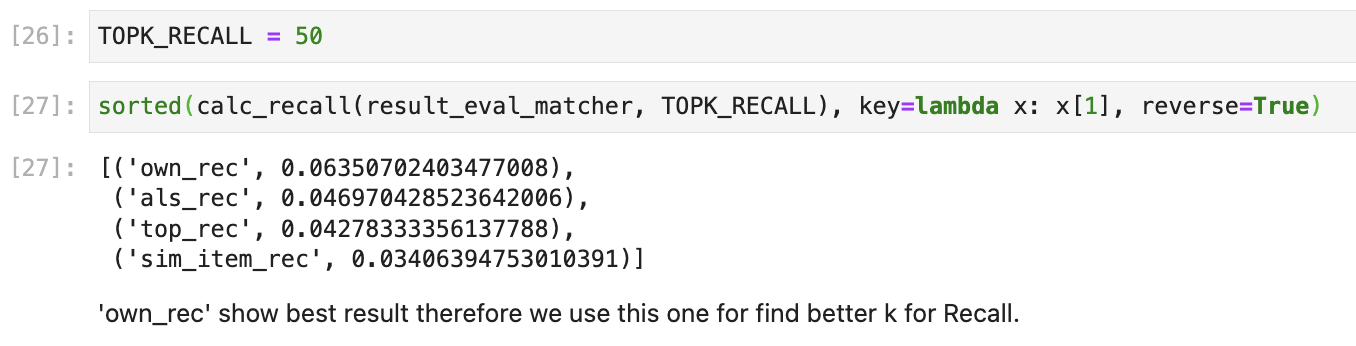 [26]: TOPK_RECALL = 50
[27]: sorted(calc_recall(result_eval_matcher, TOPK_RECALL), key=lambda x: x[1], reverse=True)
[27]: [('own_rec', 0.06350702403477008),
('als_rec', 0.046970428523642006),
('top_rec', 0.04278333356137788),
('sim_item_rec', 0.03406394753010391)]
'own_rec' show best result therefore we use this one for find better k for Recall.